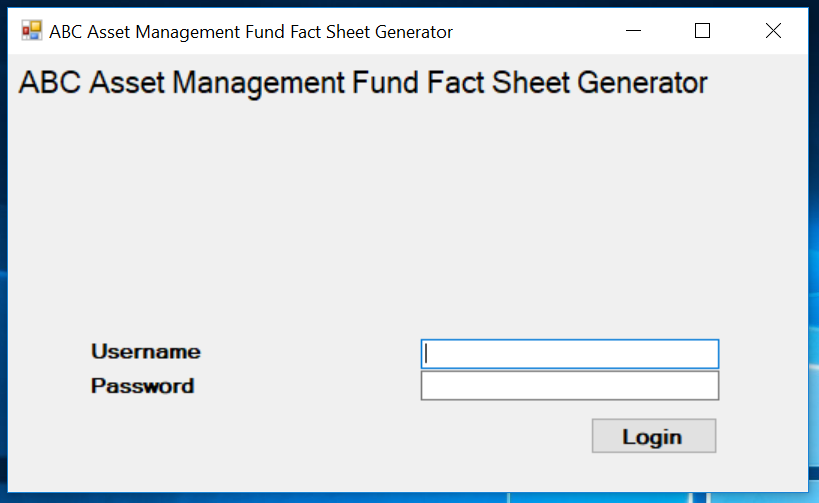 ABC Asset Management Fund Fact Sheet Generator
ABC Asset Management Fund Fact Sheet Generator
Username
Password
Login